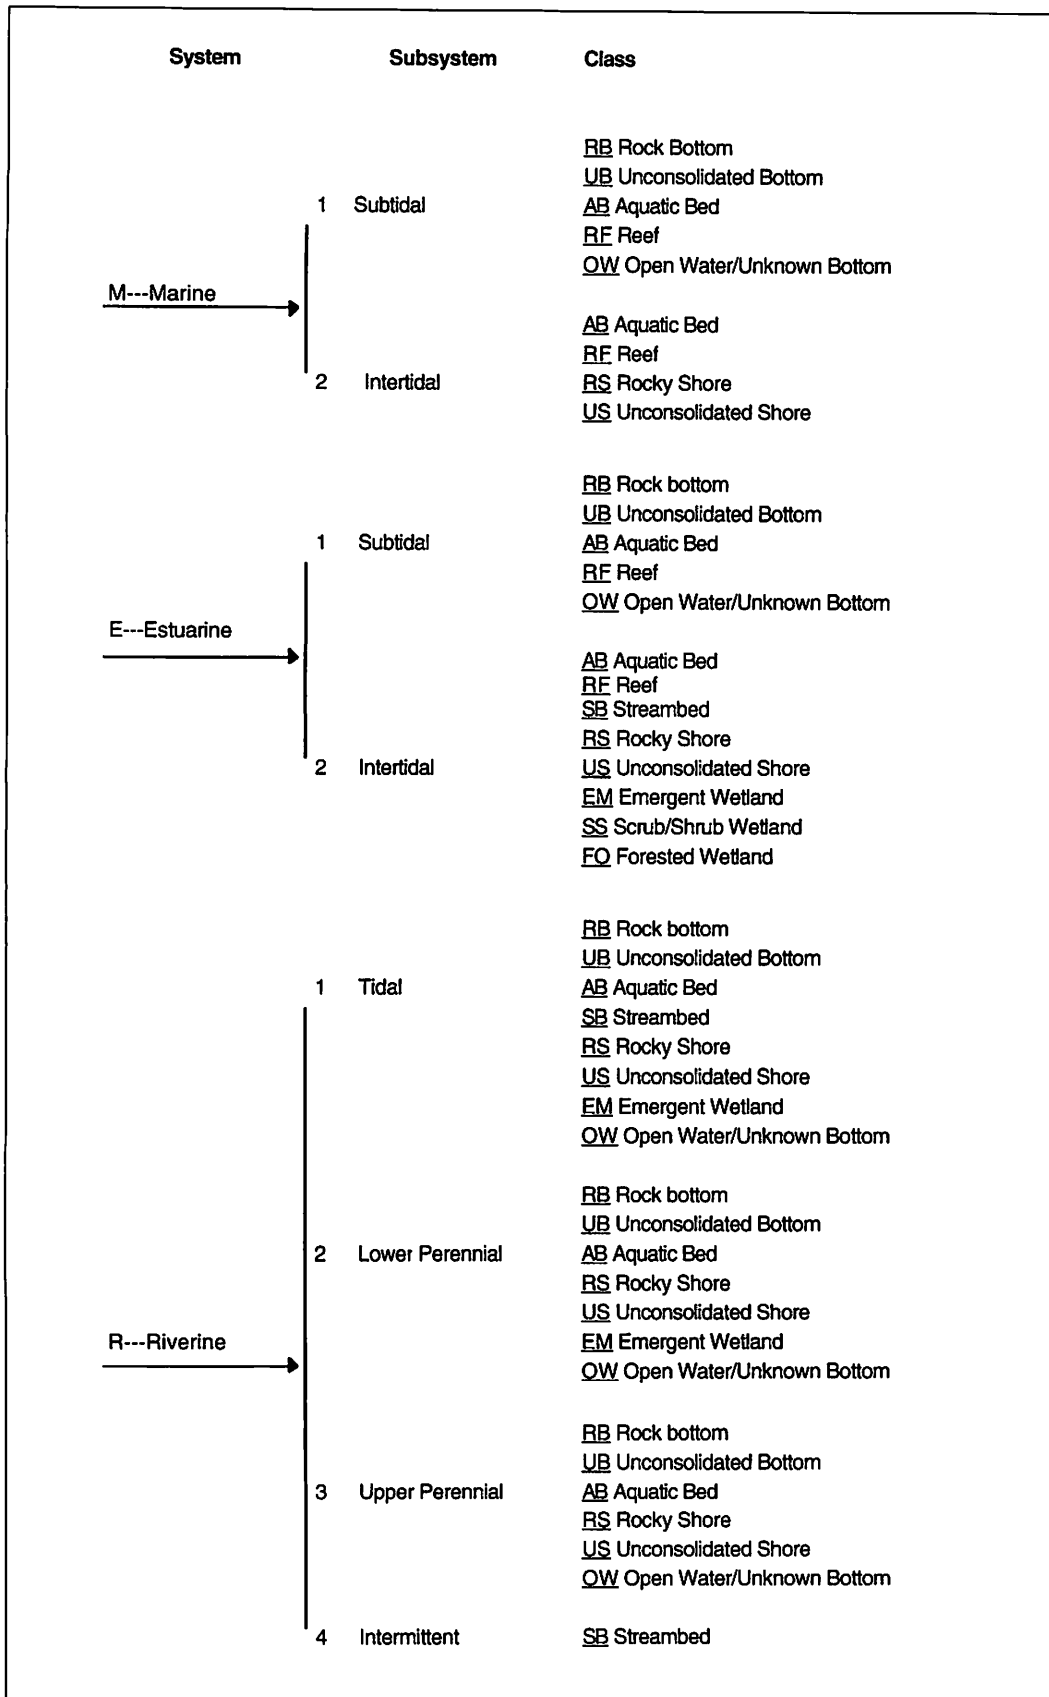 System Subsystem Class
RB Rock Bottom
UB Unconsolidated Bottom
1 Subtidal AB Aquatic Bed
RF Reef
OW Open Water/Unknown Bottom
M---Marine
AB Aquatic Bed
RF Reef
2 Intertidal RS Rocky Shore
US Unconsolidated Shore
RB Rock bottom
UB Unconsolidated Bottom
1 Subtidal AB Aquatic Bed
RF Reef
OW Open Water/Unknown Bottom
E---Estuarine
AB Aquatic Bed
RF Reef
SB Streambed
RS Rocky Shore
2 Intertidal US Unconsolidated Shore
EM Emergent Wetland
SS Scrub/Shrub Wetland
FO Forested Wetland
RB Rock bottom
UB Unconsolidated Bottom
1 Tidal AB Aquatic Bed
SB Streambed
RS Rocky Shore
US Unconsolidated Shore
EM Emergent Wetland
OW Open Water/Unknown Bottom
RB Rock bottom
UB Unconsolidated Bottom
2 Lower Perennial AB Aquatic Bed
RS Rocky Shore
US Unconsolidated Shore
R---Riverine EM Emergent Wetland
OW Open Water/Unknown Bottom
RB Rock bottom
UB Unconsolidated Bottom
3 Upper Perennial AB Aquatic Bed
RS Rocky Shore
US Unconsolidated Shore
OW Open Water/Unknown Bottom
4 Intermittent SB Streambed